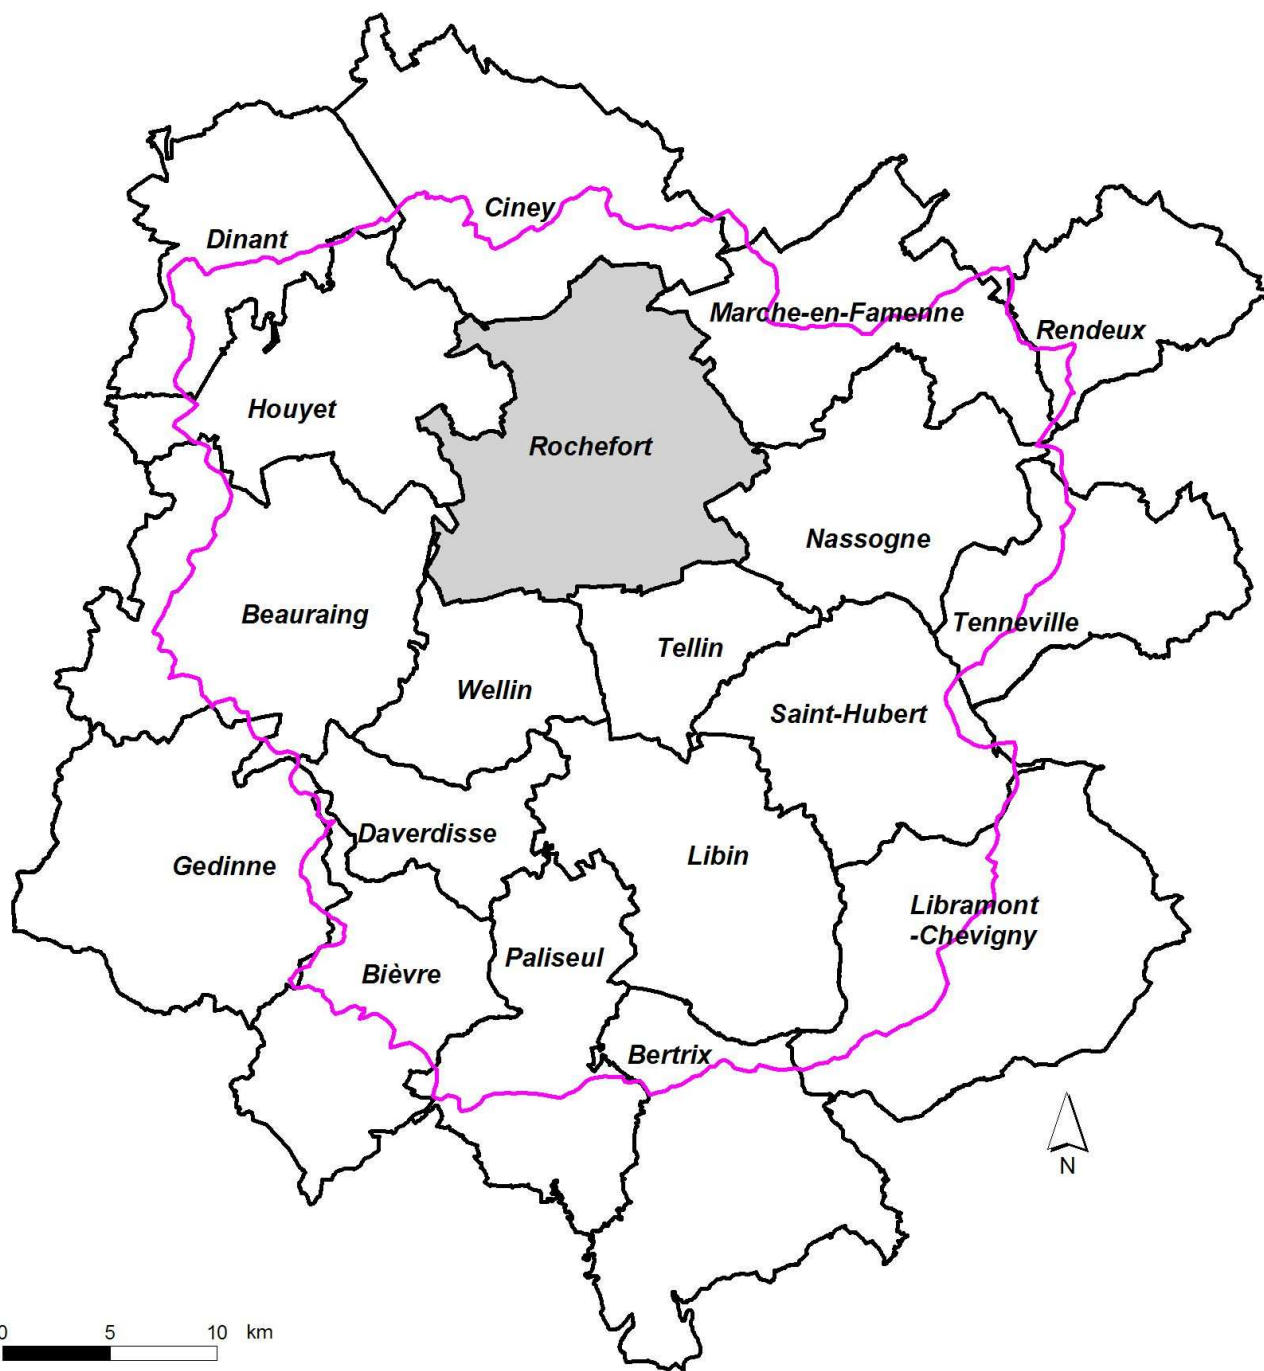 Ciney
Dinant
Marche-en-Famenne
Rendeux
Houyet
Rochefort
Nassogne
Beauraing
Tenneville
Tellin
Wellin
Saint-Hubert
Daverdisse
Libin
Gedinne
Libramont
-Chevigny
Paliseul
Bièvre
Bertrix
N
0 5 10 km